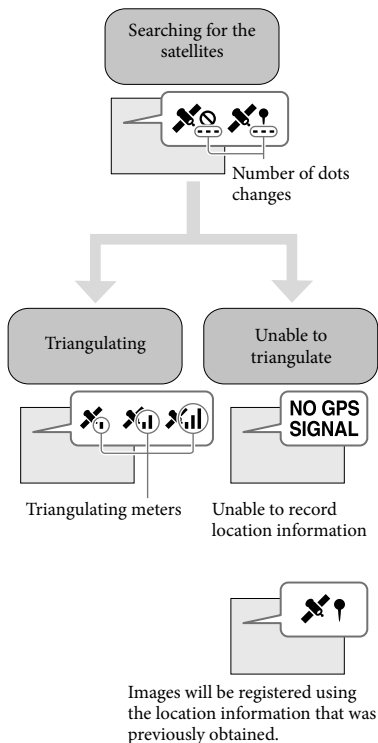 Searching for the
satellites
Number of dots
changes
Triangulating
Unable to
triangulate
NO GPS
SIGNAL
Triangulating meters
Unable to record
location information
Images will be registered using
the location information that was
previously obtained.